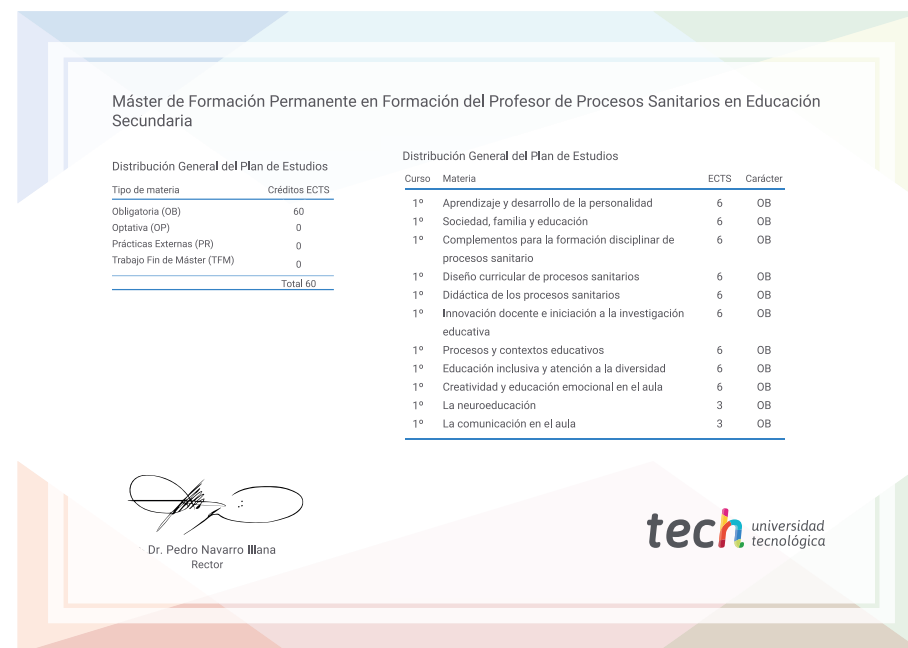 Máster de Formación Permanente en Formación del Profesor de Procesos Sanitarios en Educación
Secundaria
Distribución General del Plan de Estudios
Tipo de materia Créditos ECTS
Obligatoria (OB) 60
Optativa (OP) 0
Prácticas Externas (PR) 0
Trabajo Fin de Máster (TFM) 0
Total 60
Distribución General del Plan de Estudios
Curso Materia ECTS Carácter
1º Aprendizaje y desarrollo de la personalidad 6 OB
1º Sociedad, familia y educación 6 OB
1º Complementos para la formación disciplinar de 6 OB
procesos sanitario
1º Diseño curricular de procesos sanitarios 6 OB
1º Didáctica de los procesos sanitarios 6 OB
1º Innovación docente e iniciación a la investigación 6 OB
educativa
1º Procesos y contextos educativos 6 OB
1º Educación inclusiva y atención a la diversidad 6 OB
1º Creatividad y educación emocional en el aula 6 OB
1º La neuroeducación 3 OB
1º La comunicación en el aula 3 OB
Dr. Pedro Navarro Illana
Rector
tech universidad
tecnológica